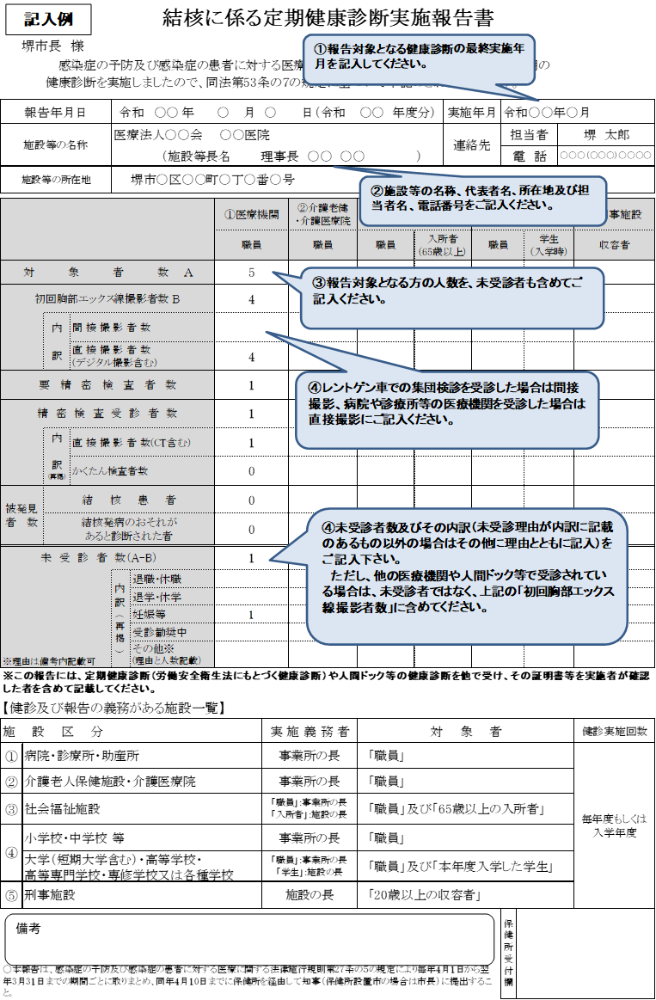 記入例
結核に係る定期健康診断実施報告書
堺市長 様
①報告対象となる健康診断の最終実施年
月を記入してください。
感染症の予防及び感染症の患者に対する医療
期の
健康診断を実施しましたので、同法第53条の7の規定に
報告年月日 令和 ○○ 年 ○ 月 ○ 日(令和 ○○ 年度分) 実施年月 令和○○年○月
施設等の名称 医療法人○○会 ○○医院
(施設等長名 理事長 ○○ ○○ )
連絡先 担当者 堺 太郎
電 話 ○○○(○○○)○○○○
施設等の所在地 堺市○区○○町○丁○番○号
②施設等の名称、代表者名、所在地及び担
当者名、電話番号をご記入ください。
①医療機関 ②介護老健
・介護医療院
事施設
職員 職員 職員 入所者
(65歳以上) 職員 学生
(入学時) 収容者
対 象 者 数 A 5
③報告対象となる方の人数を、未受診者も含めてご
記入ください。
初回胸部エックス線撮影者数 B 4
内訳
間接撮影者数
直接撮影者数
(デジタル撮影含む) 4
要精密検査者数 1
④レントゲン車での集団検診を受診した場合は間接
撮影、病院や診療所等の医療機関を受診した場合は
直接撮影にご記入ください。
精密検査受診者数 1
内訳
(再掲)
直接撮影者数(CT含む) 1
かくたん検査者数 0
被発見
者 数
結 核 患 者 0
結核発病のおそれが
あると診断された者 0
④未受診者数及びその内訳(未受診理由が内訳に記載
のあるもの以外の場合はその他に理由とともに記入)を
ご記入下さい。
ただし、他の医療機関や人間ドック等で受診されてい
る場合は、未受診者ではなく、上記の「初回胸部エックス
線撮影者数」に含めてください。
未受診者数(A-B) 1
内訳(再掲)
退職・休職
退学・休学
妊娠等 1
受診勧奨中
その他※
(理由と人数記載)
※理由は備考内記載可
※この報告には、定期健康診断(労働安全衛生法にもとづく健康診断)や人間ドック等の健康診断を他で受け、その証明書等を実施者が確認
した者を含めて記載してください。
【健診及び報告の義務がある施設一覧】
施 設 区 分 実施義務者 対 象 者 健診実施回数
① 病院・診療所・助産所 事業所の長 「職員」
② 介護老人保健施設・介護医療院 事業所の長 「職員」
③ 社会福祉施設 「職員」:事業所の長
「入所者」:施設の長 「職員」及び「65歳以上の入所者」
毎年度もしくは
入学年度
④ 小学校・中学校 等 事業所の長 「職員」
大学(短期大学含む)・高等学校・
高等専門学校・専修学校又は各種学校 「職員」:事業所の長
「学生」:施設の長 「職員」及び「本年度入学した学生」
⑤ 刑事施設 施設の長 「20歳以上の収容者」
備考
保健所受付欄
○本報告は、感染症の予防及び感染症の患者に対する医療に関する法律施行規則第27条の5の規定により毎年4月1日から翌
年3月31日までの期間ごとに取りまとめ、同年4月10日までに保健所を経由して知事(保健所設置市の場合は市長)に提出するこ
と。